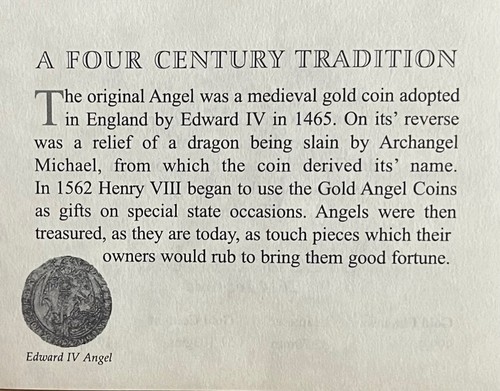 A FOUR CENTURY TRADITION
The original Angel was a medieval gold coin adopted
in England by Edward IV in 1465. On its' reverse
was a relief of a dragon being slain by Archangel
Michael, from which the coin derived its' name.
In 1562 Henry VIII began to use the Gold Angel Coins
as gifts on special state occasions. Angels were then
treasured, as they are today, as touch pieces which their
owners would rub to bring them good fortune.
Edward IV Angel